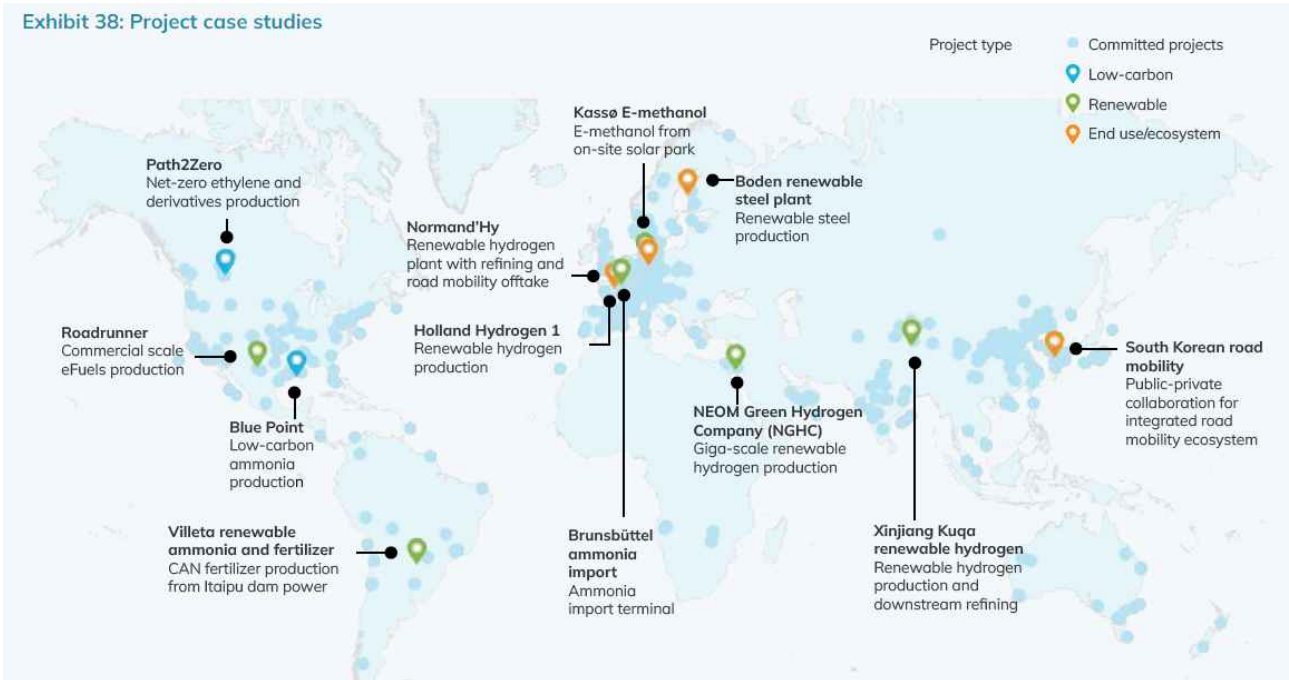 Exhibit 38: Project case studies
Project type
Committed projects
Low-carbon
Renewable
End use/ecosystem
Kassø E-methanol
E-methanol from
on-site solar park
Path2Zero
Net-zero ethylene and
derivatives production
Boden renewable
steel plant
Renewable steel
production
Normand'Hy
Renewable hydrogen
plant with refining and
road mobility offtake
Roadrunner
Commercial scale
eFuels production
Holland Hydrogen 1
Renewable hydrogen
production
South Korean road
mobility
Public-private
collaboration for
integrated road
mobility ecosystem
Blue Point
Low-carbon
ammonia
production
NEOM Green Hydrogen
Company (NGHC)
Giga-scale renewable
hydrogen production
Villeta renewable
ammonia and fertilizer
CAN fertilizer production
from Itaipu dam power
Brunsbüttel
ammonia
import
Ammonia
import terminal
Xinjiang Kuqa
renewable hydrogen
Renewable hydrogen
production and
downstream refining